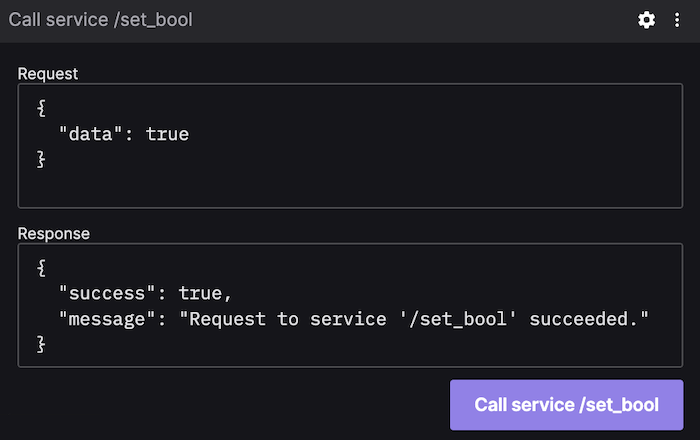 Call service /set_bool
Request
{
  "data": true
}
Response
{
  "success": true,
  "message": "Request to service '/set_bool' succeeded."
}
Call service /set_bool